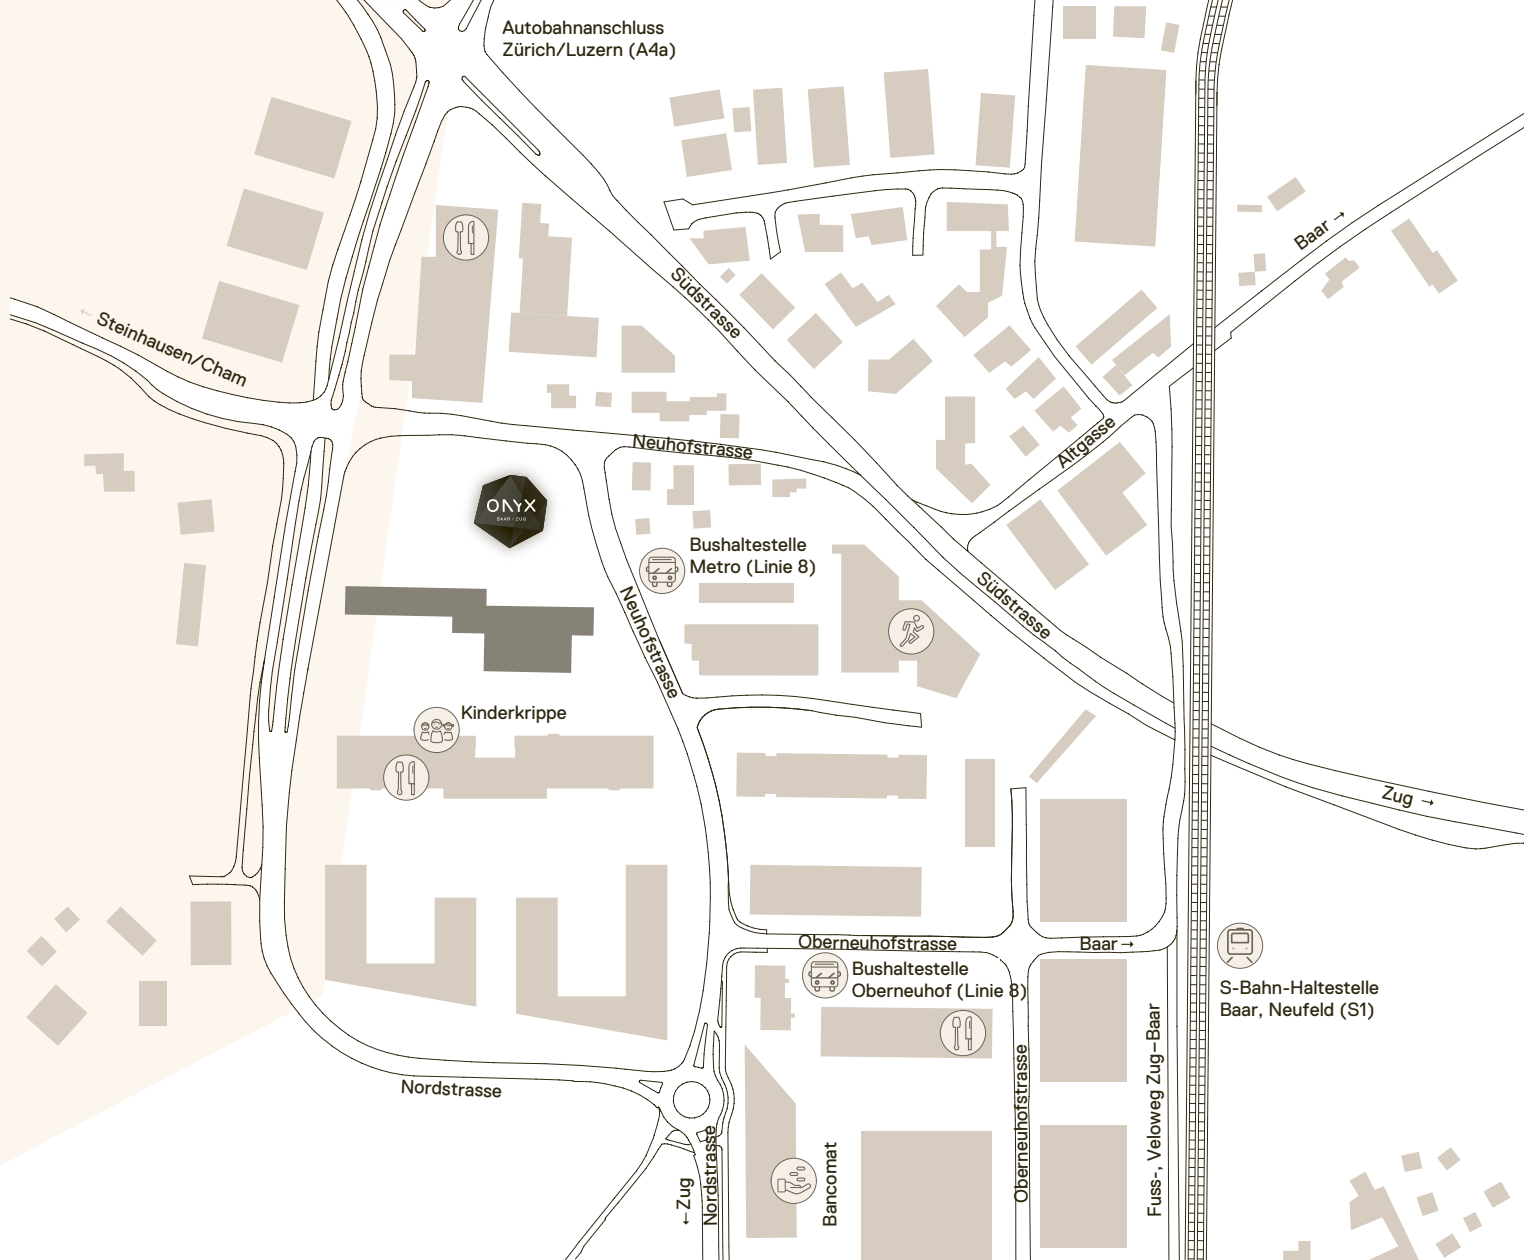 Autobahnanschluss
Zürich/Luzern (A4a)
Baar →
← Steinhausen/Cham
Südstrasse
Altgasse
Neuhofstrasse
ONYX
BAAR–ZUG
Bushaltestelle
Metro (Linie 8)
Südstrasse
Neuhofstrasse
Kinderkrippe
Zug →
Oberneuhofstrasse
Baar→
Bushaltestelle
Oberneuhof (Linie 8)
S-Bahn-Haltestelle
Baar, Neufeld (S1)
Nordstrasse
Oberneuhofstrasse
Fuss-, Veloweg Zug–Baar
Nordstrasse
←Zug
Bancomat